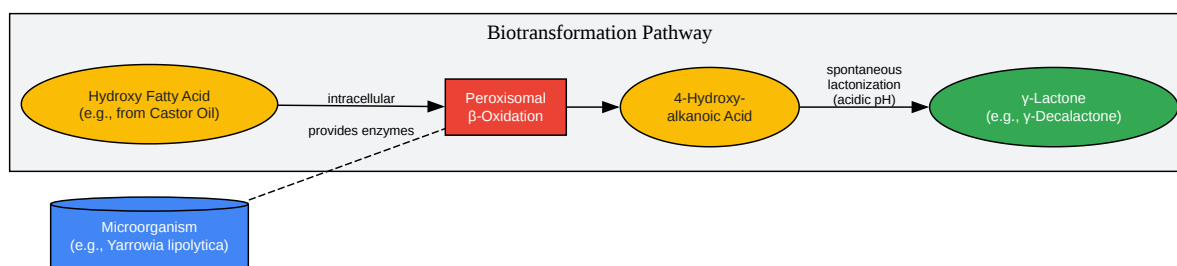 Biotransformation Pathway
Hydroxy Fatty Acid
(e.g., from Castor Oil)
intracellular
provides enzymes
Peroxisomal
β-Oxidation
4-Hydroxy-
alkanoic Acid
spontaneous
lactonization
(acidic pH)
γ-Lactone
(e.g., γ-Decalactone)
Microorganism
(e.g., Yarrowia lipolytica)